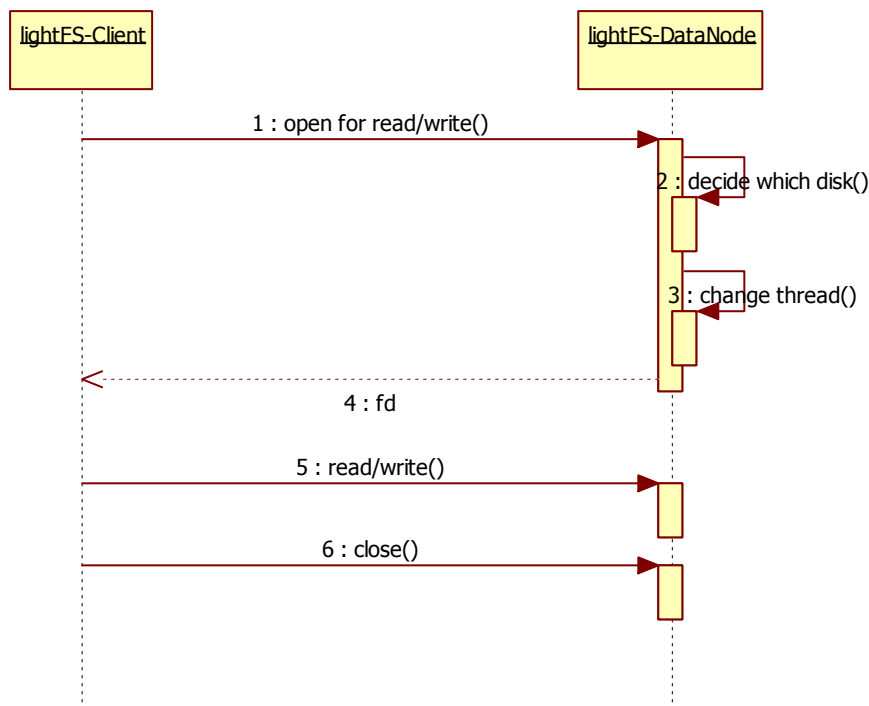 lightFS-Client
lightFS-DataNode
1 : open for read/write()
2 : decide which disk()
3 : change thread()
4 : fd
5 : read/write()
6 : close()